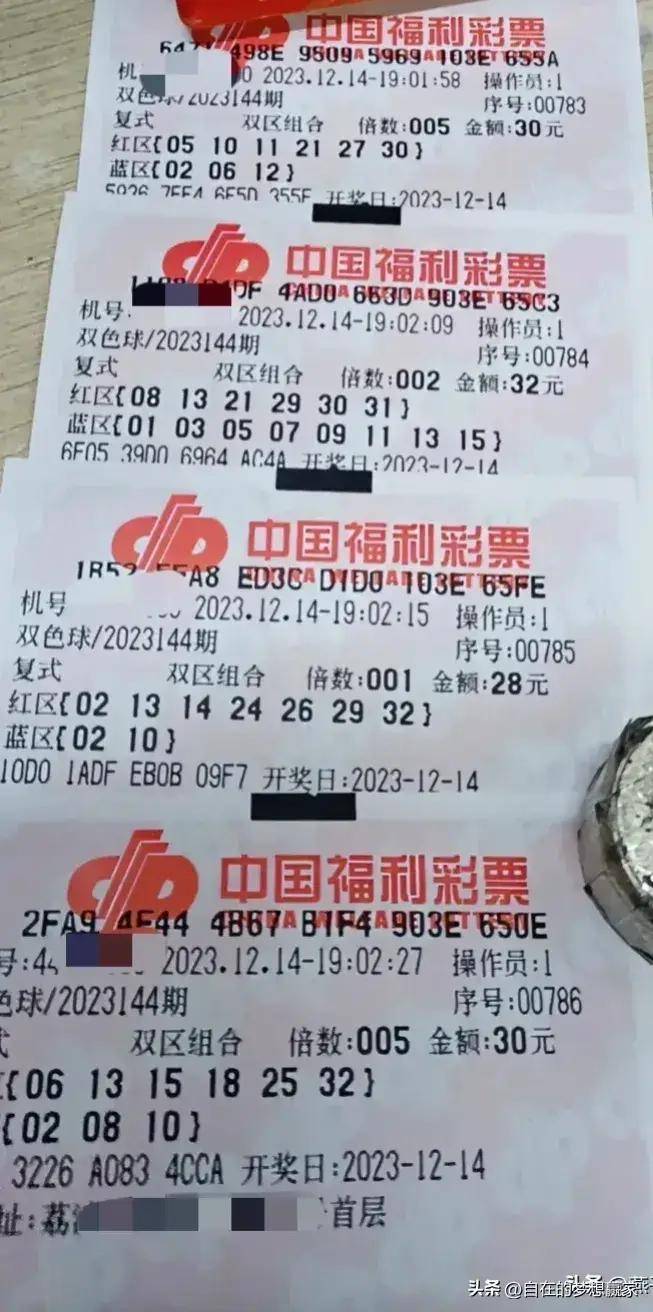 中国福利彩票
498E 9509 5969 103E 655A
机 0 2023.12.14-19:01:58 操作员:1
双色球/2023144期 序号:00783
复式 双区组合 倍数:005 金额:30元
红区{05 10 11 21 27 30}
蓝区{02 06 12}
5926 7FF4 6F5D 355F 开奖日:2023-12-14
中国福利彩票
4AD0 663D 903E 65C3
机号. 2023.12.14-19:02:09 操作员:1
双色球/2023144期 序号:00784
复式 双区组合 倍数:002 金额:32元
红区{08 13 21 29 30 31}
蓝区{01 03 05 07 09 11 13 15}
6F05 39D0 6964 AC4A 开奖日:2023-12-14
中国福利彩票
ED3C D1D0 103E 65FE
机号 2023.12.14-19:02:15 操作员:1
双色球/2023144期 序号:00785
复式 双区组合 倍数:001 金额:28元
红区{02 13 14 24 26 29 32}
蓝区{02 10}
10D0 1ADF EB0B 09F7 开奖日:2023-12-14
中国福利彩票
2FA9 4F44 4B67 B1F4 903E 650E
号:44 2023.12.14-19:02:27 操作员:1
色球/2023144期 序号:00786
式 双区组合 倍数:005 金额:30元
{06 13 15 18 25 32}
{02 08 10}
3226 A083 4CCA 开奖日:2023-12-14
址:荔 首层
头条 @自在的梦想赢家